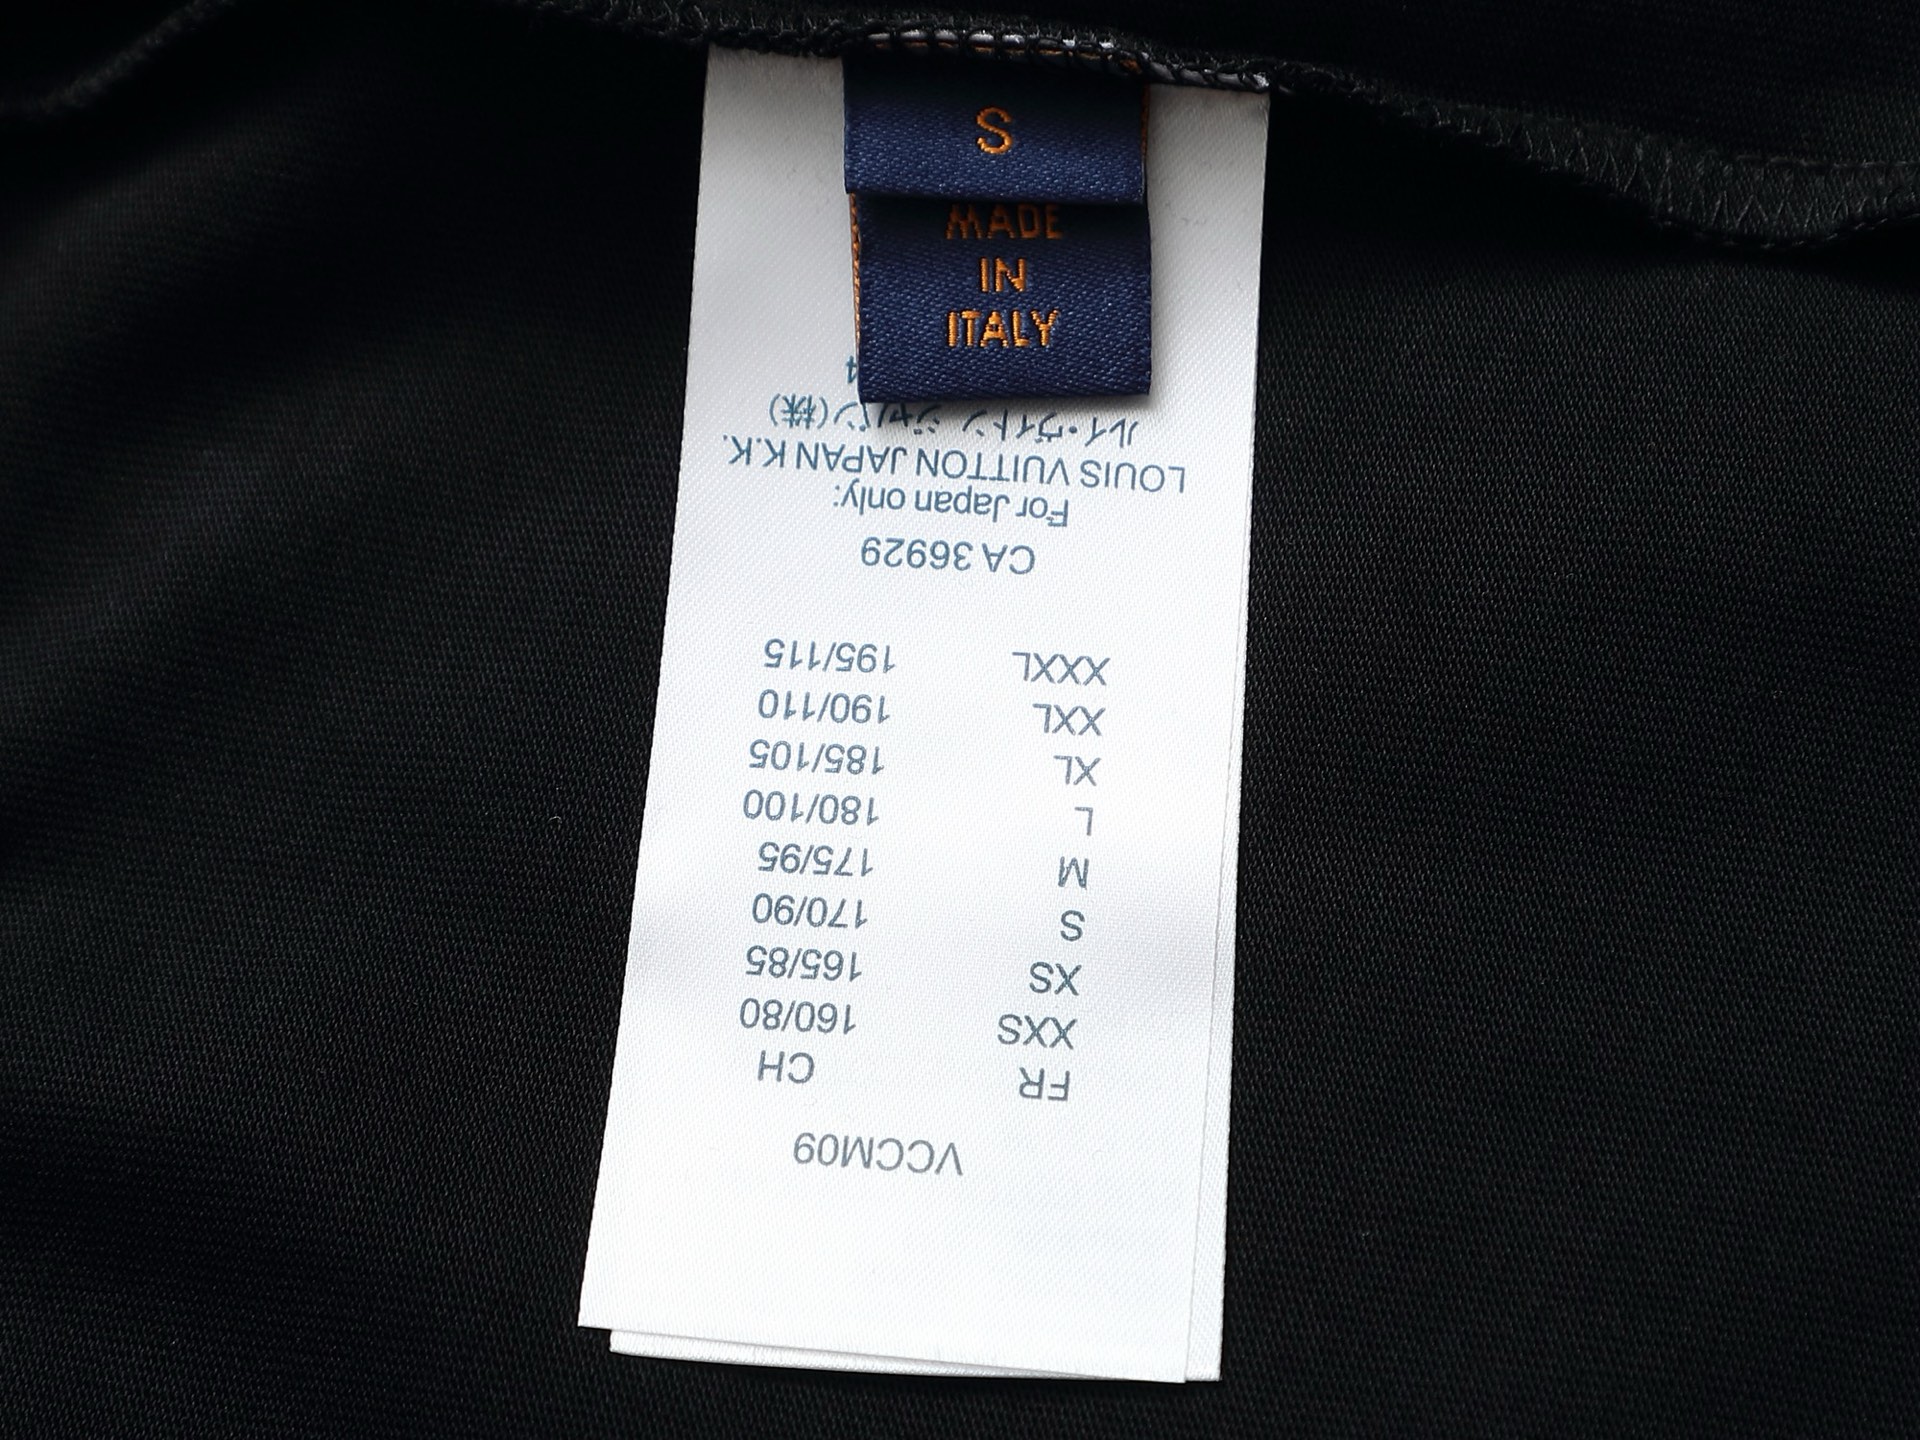 S
MADE
IN
ITALY
VCCM09
FR CH
XXS 160/80
XS 165/85
S 170/90
M 175/95
L 180/100
XL 185/105
XXL 190/110
XXXL 195/115
CA 36929
For Japan only:
LOUIS VUITTON JAPAN K.K.
ルイ・ヴィトン ジャパン(株)